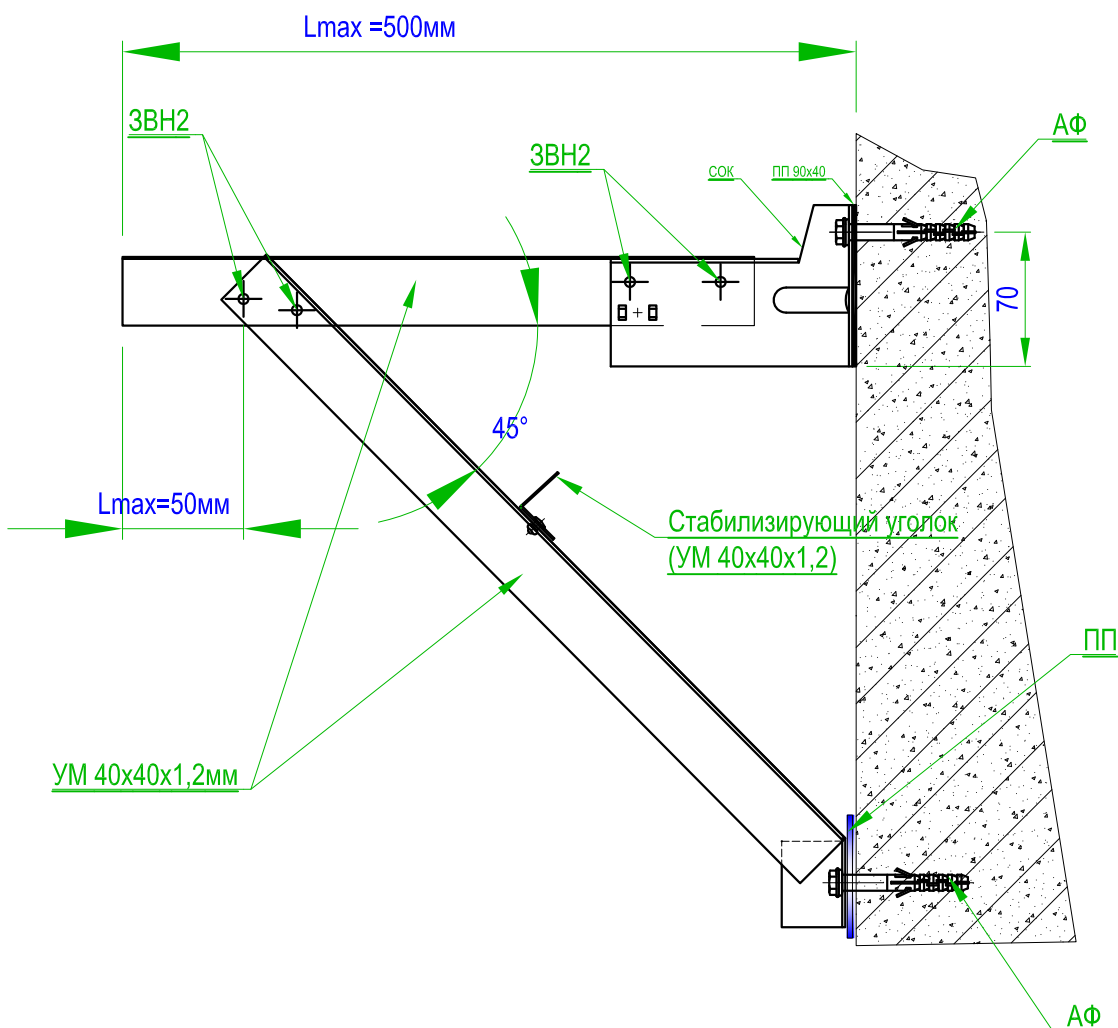 Lmax =500мм
ЗВН2
ЗВН2
СОК
ПП 90х40
АФ
70
45°
Lmax=50мм
Стабилизирующий уголок
(УМ 40х40х1,2)
ПП
УМ 40х40х1,2мм
АФ